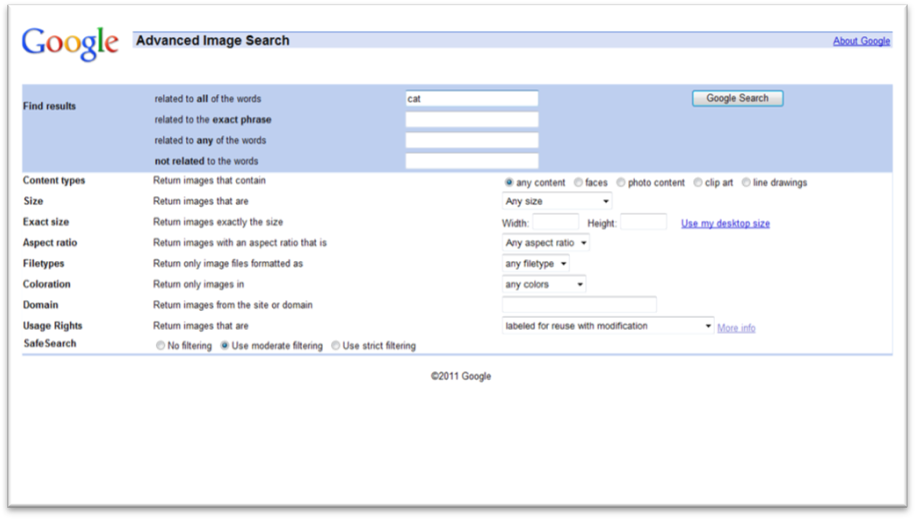 Google Advanced Image Search About Google
Find results related to all of the words cat Google Search
related to the exact phrase
related to any of the words
not related to the words
Content types Return images that contain any content faces photo content clip art line drawings
Size Return images that are Any size
Exact size Return images exactly the size Width: Height: Use my desktop size
Aspect ratio Return images with an aspect ratio that is Any aspect ratio
Filetypes Return only image files formatted as any filetype
Coloration Return only images in any colors
Domain Return images from the site or domain
Usage Rights Return images that are labeled for reuse with modification More info
SafeSearch No filtering Use moderate filtering Use strict filtering
©2011 Google